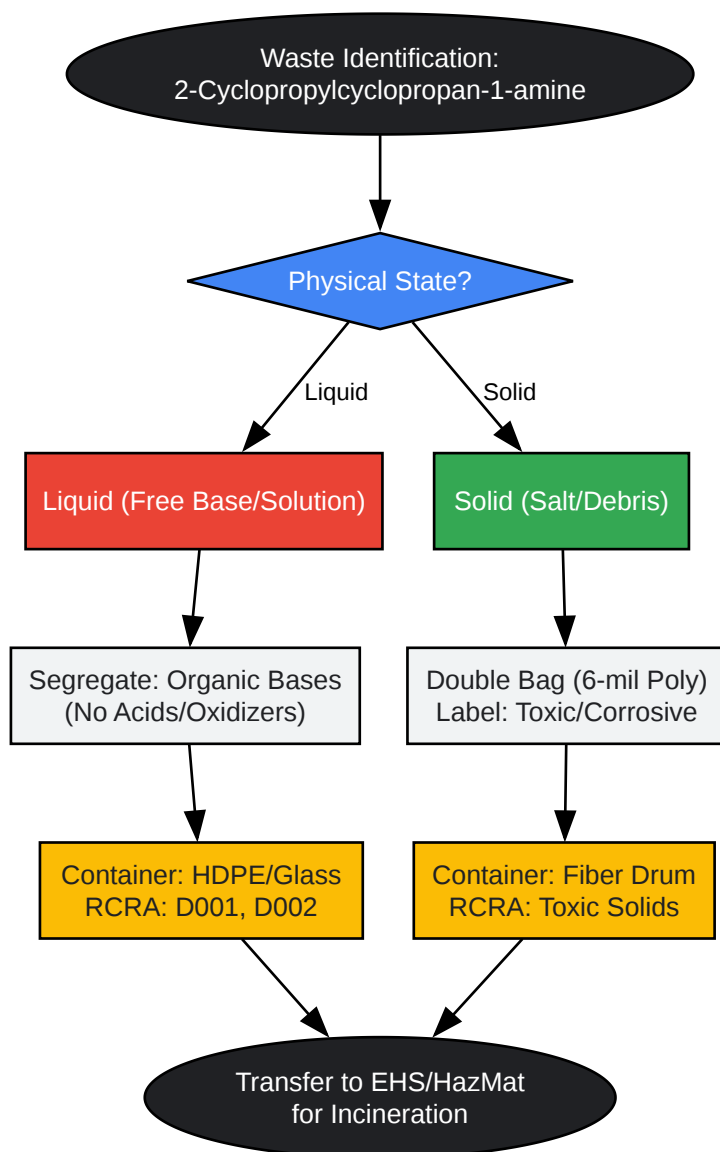 Waste Identification:
2-Cyclopropylcyclopropan-1-amine
Physical State?
Liquid
Solid
Liquid (Free Base/Solution)
Solid (Salt/Debris)
Segregate: Organic Bases
(No Acids/Oxidizers)
Double Bag (6-mil Poly)
Label: Toxic/Corrosive
Container: HDPE/Glass
RCRA: D001, D002
Container: Fiber Drum
RCRA: Toxic Solids
Transfer to EHS/HazMat
for Incineration